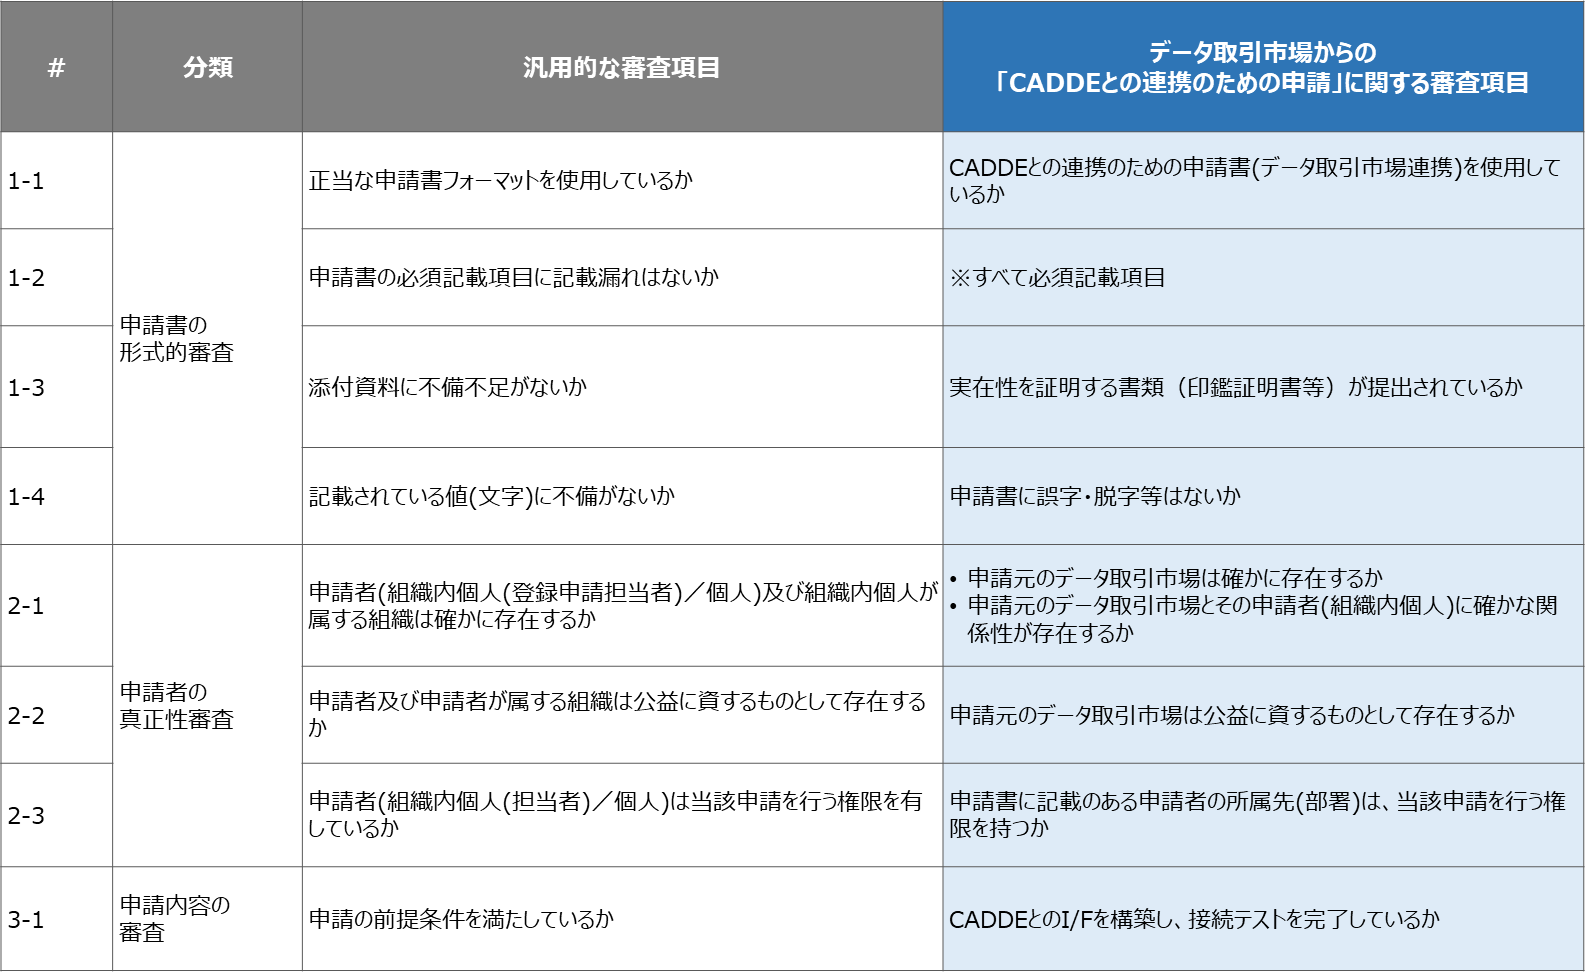 #
分類
汎用的な審査項目
データ取引市場からの
「CADDEとの連携のための申請」に関する審査項目
1-1
申請書の
形式的審査
正当な申請書フォーマットを使用しているか
CADDEとの連携のための申請書(データ取引市場連携)を使用して
いるか
1-2
申請書の必須記載項目に記載漏れはないか
※すべて必須記載項目
1-3
添付資料に不備不足がないか
実在性を証明する書類（印鑑証明書等）が提出されているか
1-4
記載されている値(文字)に不備がないか
申請書に誤字・脱字等はないか
2-1
申請者の
真正性審査
申請者(組織内個人(登録申請担当者)／個人)及び組織内個人が
属する組織は確かに存在するか
• 申請元のデータ取引市場は確かに存在するか
• 申請元のデータ取引市場とその申請者(組織内個人)に確かな関
係性が存在するか
2-2
申請者及び申請者が属する組織は公益に資するものとして存在する
か
申請元のデータ取引市場は公益に資するものとして存在するか
2-3
申請者(組織内個人(担当者)／個人)は当該申請を行う権限を有
しているか
申請書に記載のある申請者の所属先(部署)は、当該申請を行う権
限を持つか
3-1
申請内容の
審査
申請の前提条件を満たしているか
CADDEとのI/Fを構築し、接続テストを完了しているか